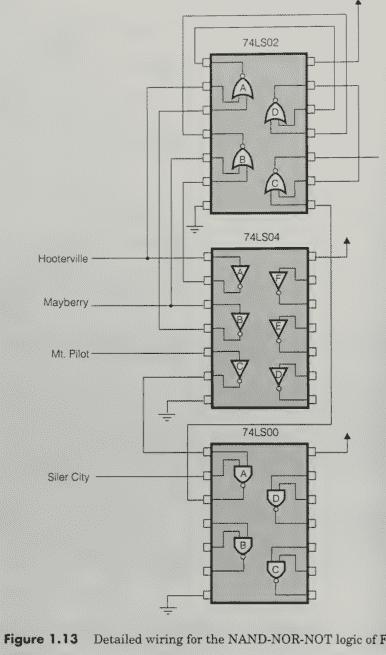 74LS02
A
D
B
C
74LS04
Hooterville
A
F
Mayberry
B
E
Mt. Pilot
C
D
74LS00
Siler City
A
D
B
C
Figure 1.13 Detailed wiring for the NAND-NOR-NOT logic of F